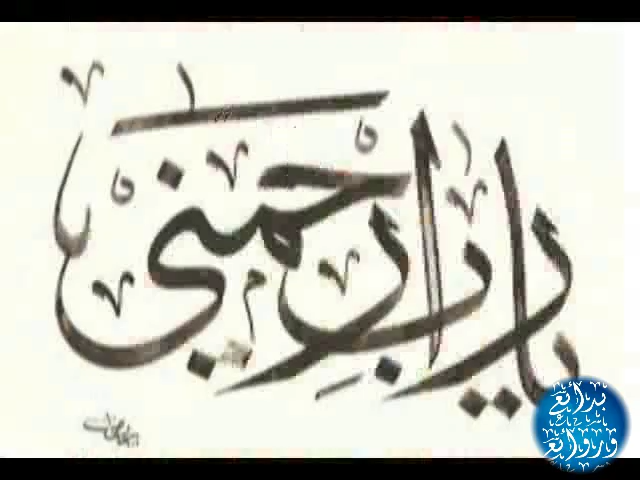 يا رب ارحمني
بدائع
وروائع